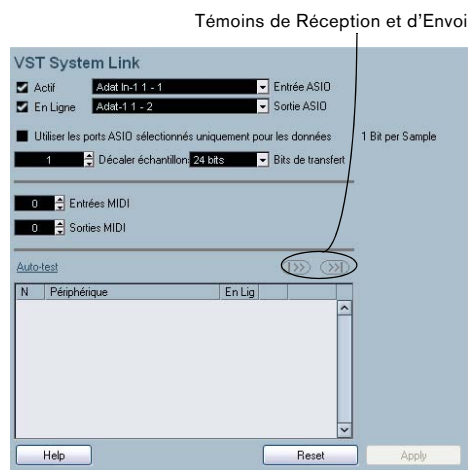 Témoins de Réception et d'Envoi
VST System Link
Actif Adat In-1 1 - 1 Entrée ASIO
En Ligne Adat-1 1 - 2 Sortie ASIO
Utiliser les ports ASIO sélectionnés uniquement pour les données 1 Bit per Sample
1 Décaler échantillon: 24 bits Bits de transfert
0 Entrées MIDI
0 Sorties MIDI
Auto-test
N Périphérique En Lig
Help Reset Apply